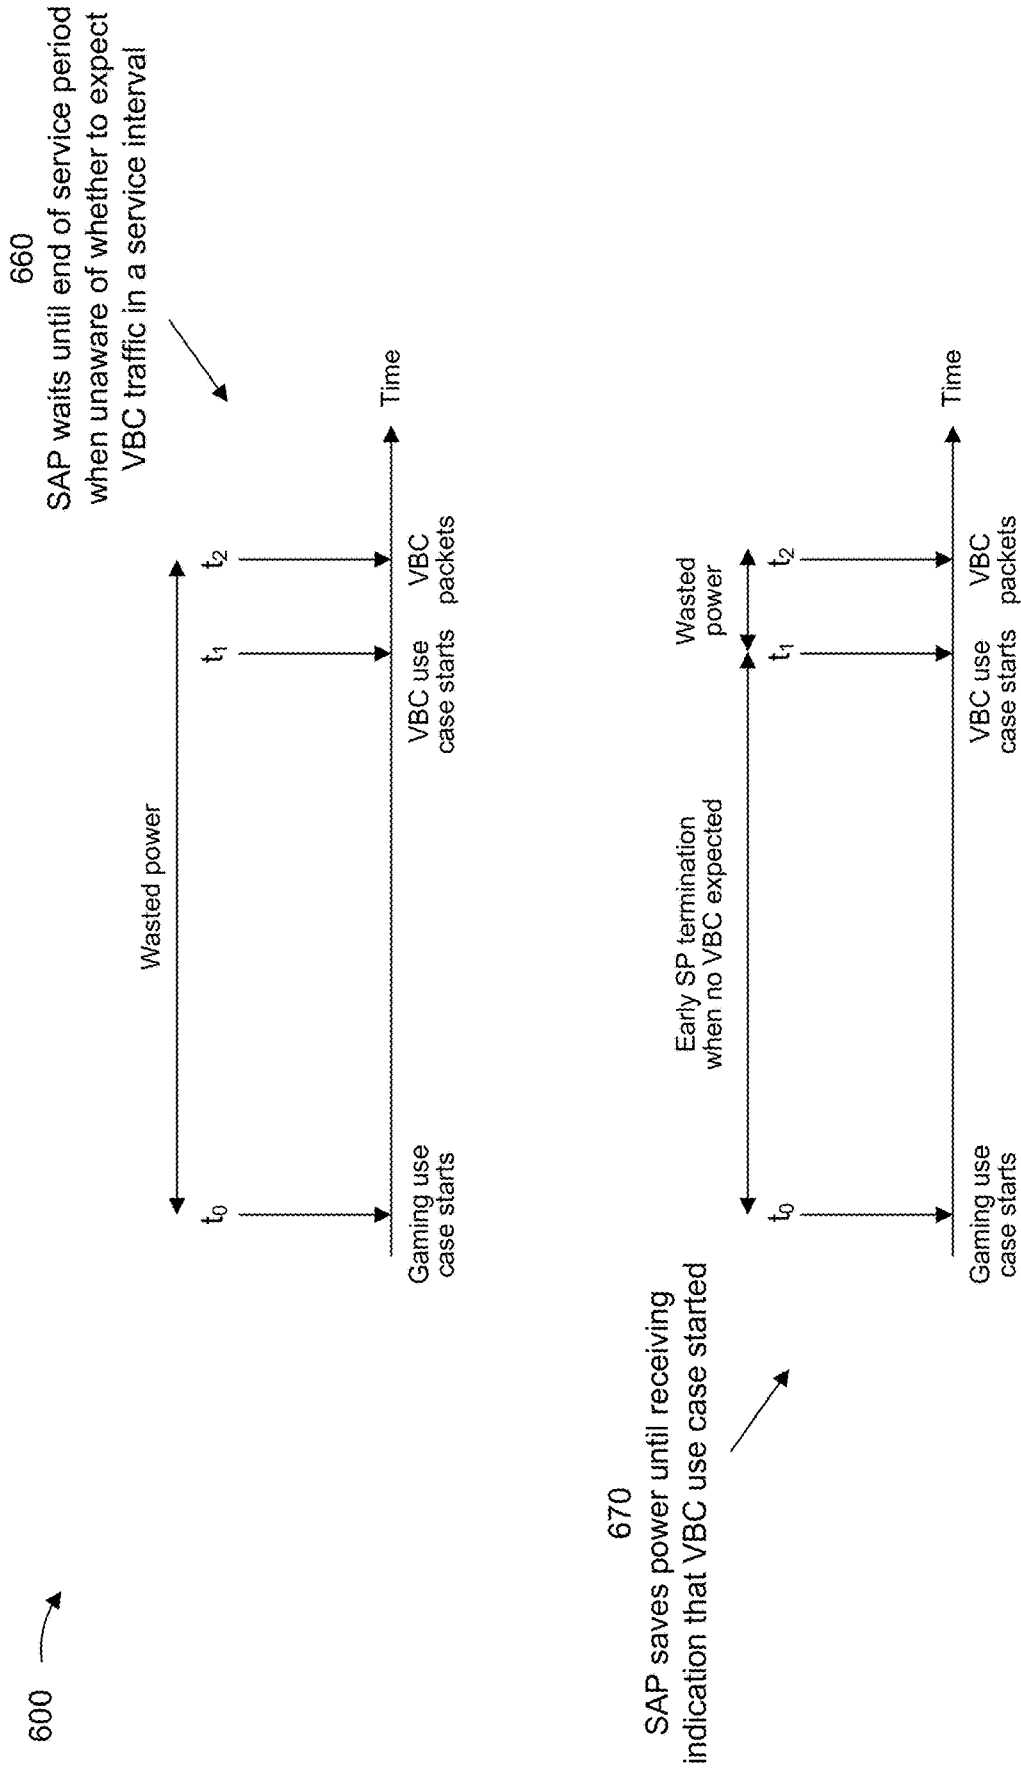 600
660
SAP waits until end of service period
when unaware of whether to expect
VBC traffic in a service interval
Wasted power
t0
t1
t2
Gaming use
case starts
VBC use
case starts
VBC
packets
Time
670
SAP saves power until receiving
indication that VBC use case started
Early SP termination
when no VBC expected
Wasted
power
t0
t1
t2
Gaming use
case starts
VBC use
case starts
VBC
packets
Time